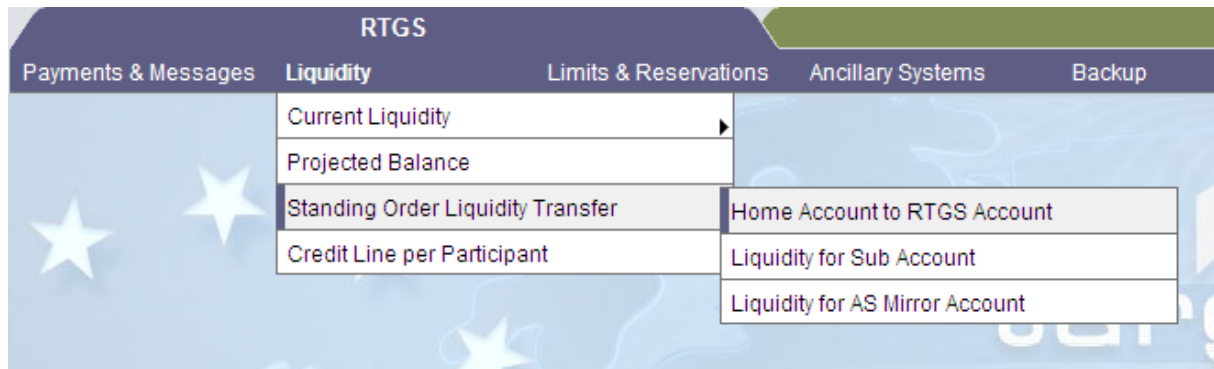 RTGS
Payments & Messages Liquidity Limits & Reservations Ancillary Systems Backup
Current Liquidity
Projected Balance
Standing Order Liquidity Transfer
Credit Line per Participant
Home Account to RTGS Account
Liquidity for Sub Account
Liquidity for AS Mirror Account